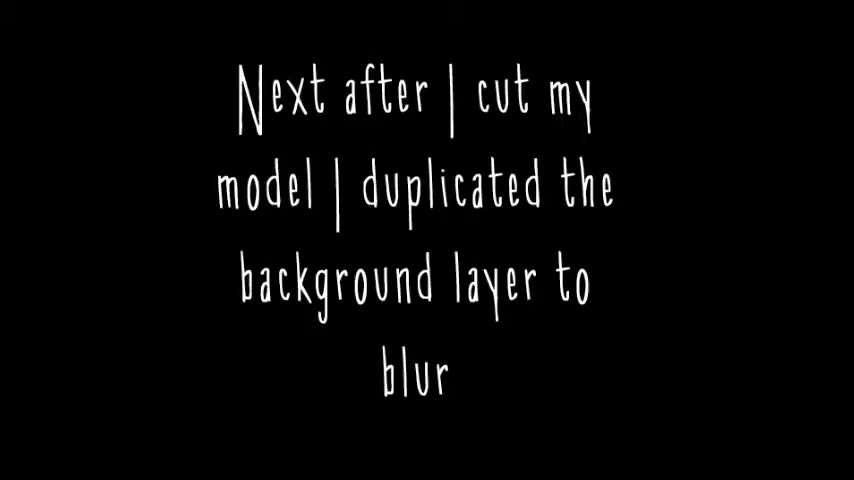 Next after I cut my
model I duplicated the
background layer to
blur